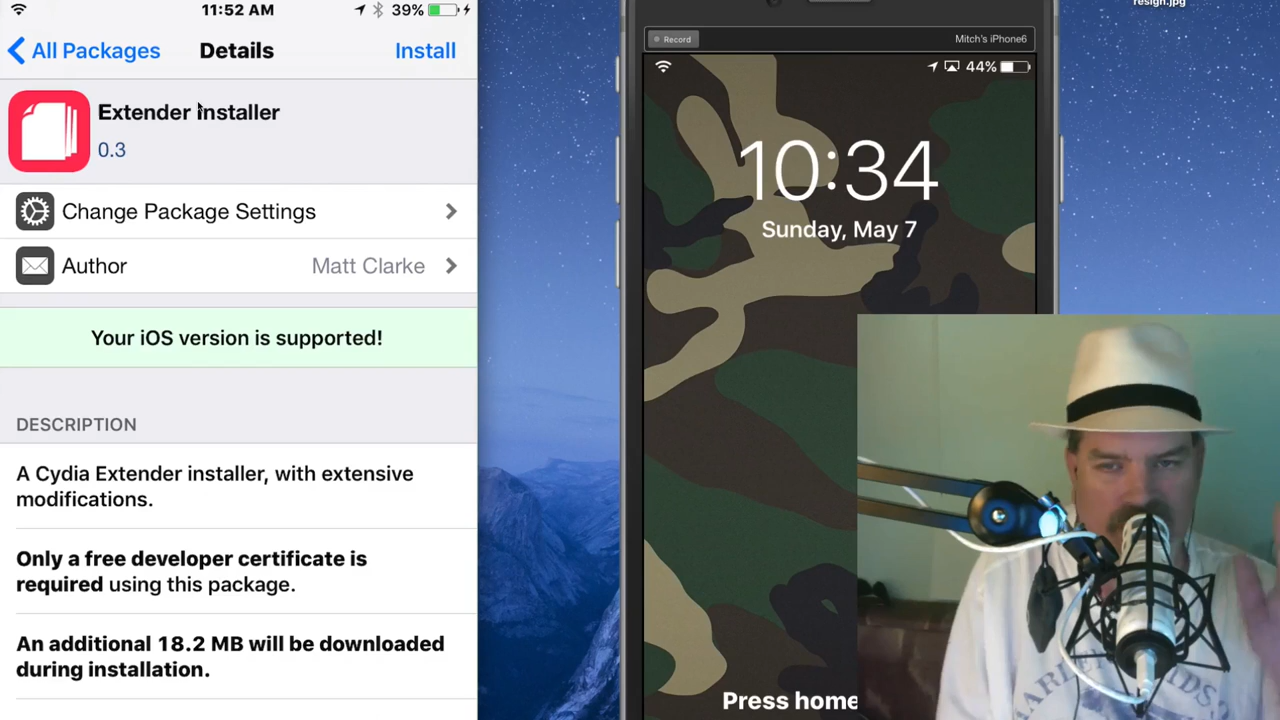 11:52 AM
39%
All Packages
Details
Install
Extender Installer
0.3
Change Package Settings
Author
Matt Clarke
Your iOS version is supported!
DESCRIPTION
A Cydia Extender installer, with extensive
modifications.
Only a free developer certificate is
required using this package.
An additional 18.2 MB will be downloaded
during installation.
resign.jpg
Record
Mitch's iPhone6
44%
10:34
Sunday, May 7
Press home